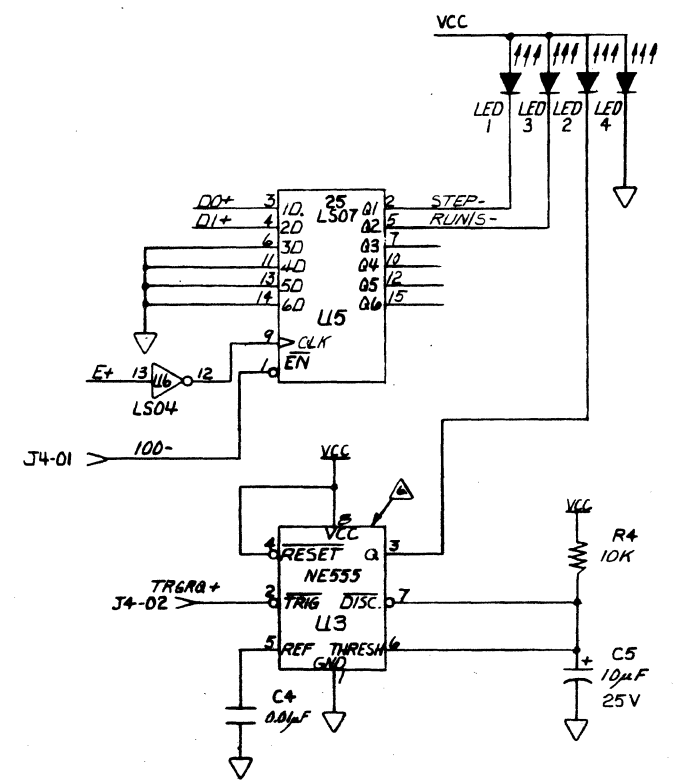 VCC
LED 1
LED 3
LED 2
LED 4
25
LS07
D0+ 3 1D. Q1 2 STEP-
D1+ 4 2D Q2 5 RUN/S-
6 3D Q3 7
11 4D Q4 10
13 5D Q5 12
14 6D Q6 15
U5
9 CLK
1 EN
E+ 13 U6 12
LS04
J4-01 100-
VCC
6
8
VCC
4 RESET Q 3
NE555
TRGRQ+
J4-02 2 TRIG DISC. 7
U3
5 REF THRESH 6
GND
1
C4
0.01µF
VCC
R4
10K
+ C5
10µF
25V